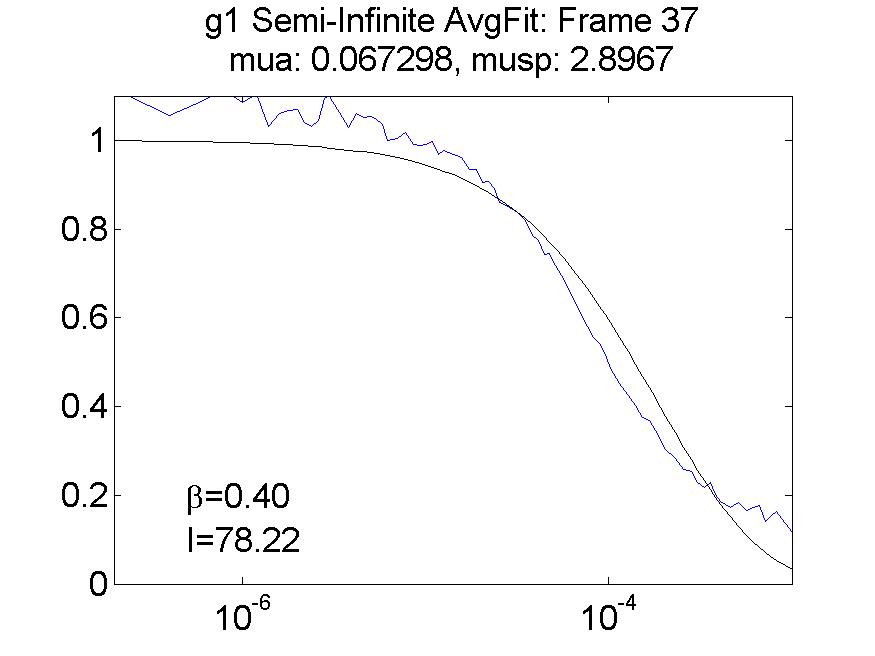 g1 Semi-Infinite AvgFit: Frame 37
mua: 0.067298, musp: 2.8967
1
0.8
0.6
0.4
0.2
0
β=0.40
I=78.22
10^-6
10^-4